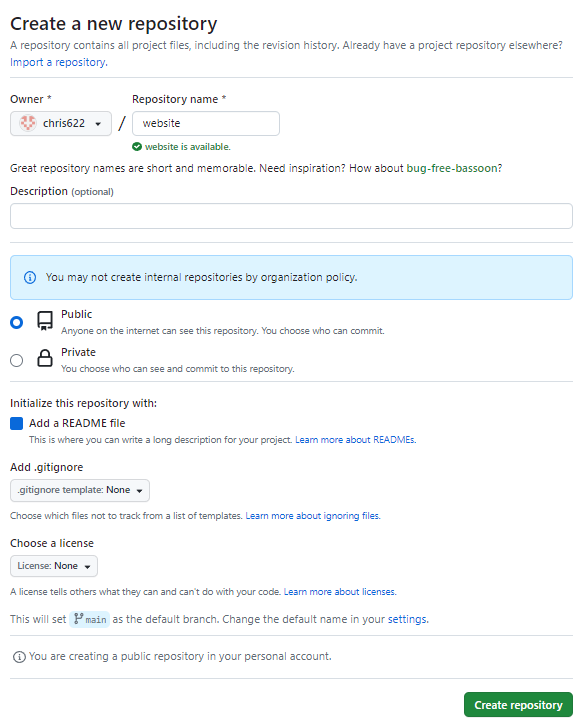 Create a new repository
A repository contains all project files, including the revision history. Already have a project repository elsewhere?
Import a repository.
Owner * Repository name *
chris622 / website
website is available.
Great repository names are short and memorable. Need inspiration? How about bug-free-bassoon?
Description (optional)
You may not create internal repositories by organization policy.
Public
Anyone on the internet can see this repository. You choose who can commit.
Private
You choose who can see and commit to this repository.
Initialize this repository with:
Add a README file
This is where you can write a long description for your project. Learn more about READMEs.
Add .gitignore
.gitignore template: None
Choose which files not to track from a list of templates. Learn more about ignoring files.
Choose a license
License: None
A license tells others what they can and can't do with your code. Learn more about licenses.
This will set main as the default branch. Change the default name in your settings.
You are creating a public repository in your personal account.
Create repository